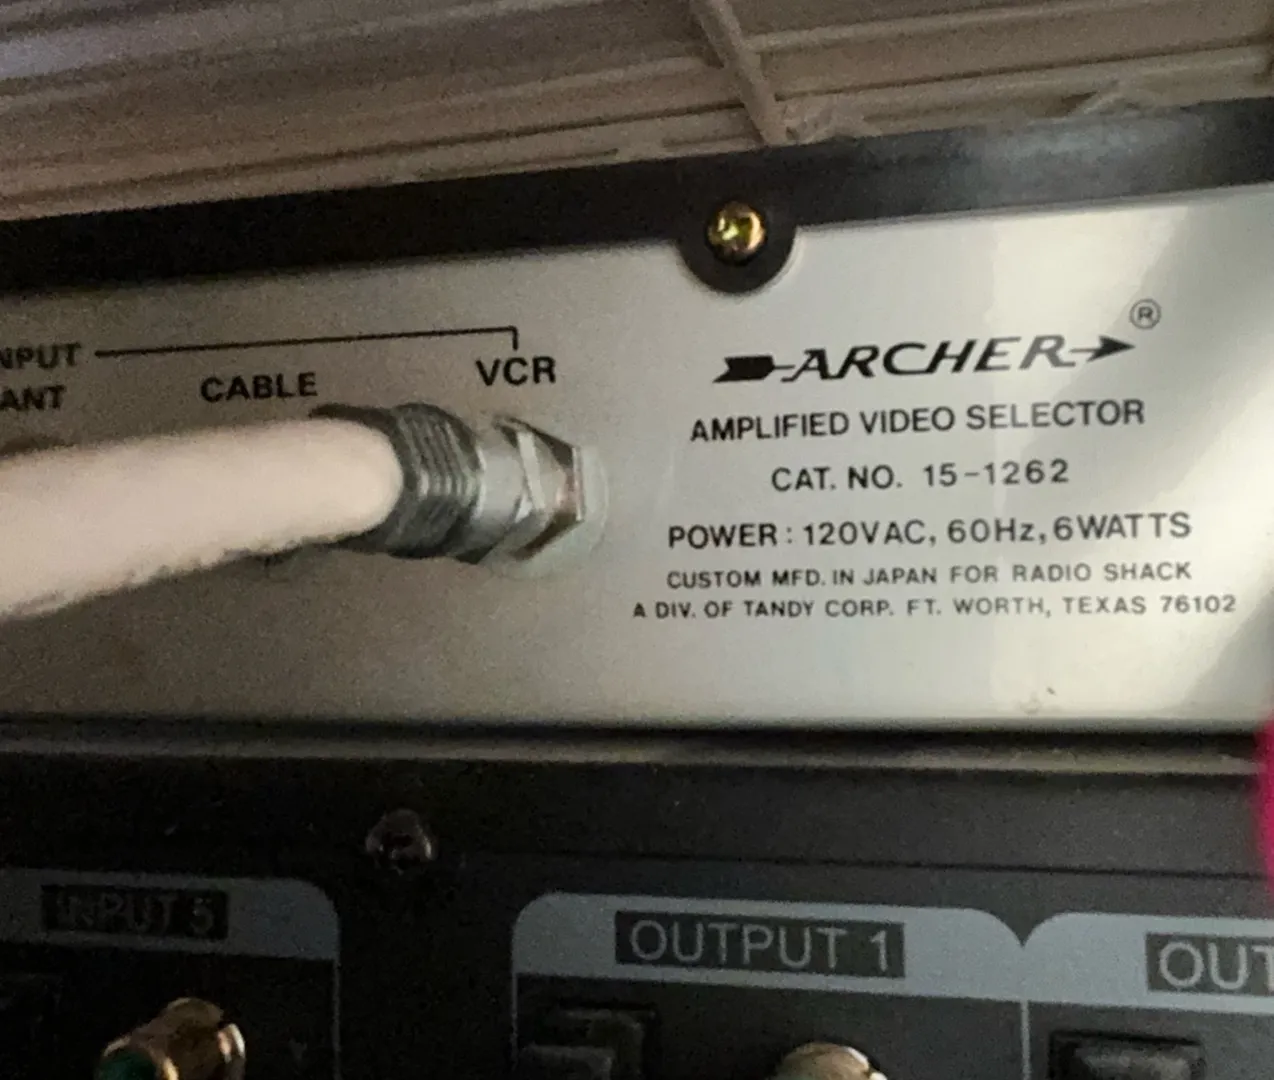 INPUT
ANT
CABLE
VCR
ARCHER®
AMPLIFIED VIDEO SELECTOR
CAT. NO. 15-1262
POWER: 120VAC, 60Hz, 6WATTS
CUSTOM MFD. IN JAPAN FOR RADIO SHACK
A DIV. OF TANDY CORP. FT. WORTH, TEXAS 76102
INPUT 5
OUTPUT 1
OUT